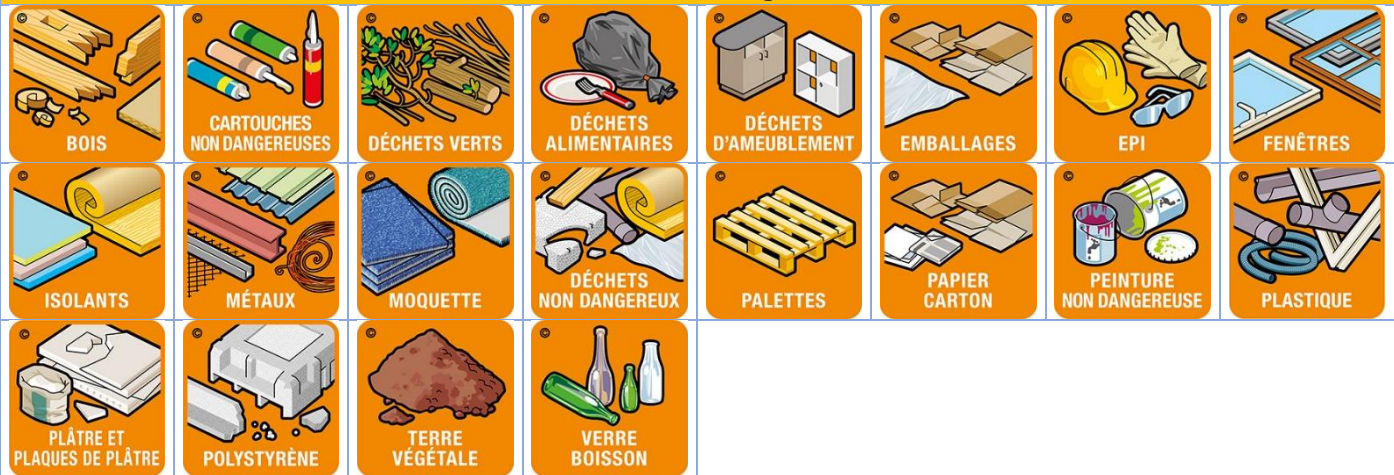 ©
BOIS
©
CARTOUCHES
NON DANGEREUSES
©
DÉCHETS VERTS
©
DÉCHETS
ALIMENTAIRES
©
DÉCHETS
D'AMEUBLEMENT
©
EMBALLAGES
©
EPI
©
FENÊTRES
©
ISOLANTS
©
MÉTAUX
©
MOQUETTE
©
DÉCHETS
NON DANGEREUX
©
PALETTES
©
PAPIER
CARTON
©
PEINTURE
NON DANGEREUSE
©
PLASTIQUE
©
PLÂTRE ET
PLAQUES DE PLÂTRE
©
POLYSTYRÈNE
©
TERRE
VÉGÉTALE
©
VERRE
BOISSON